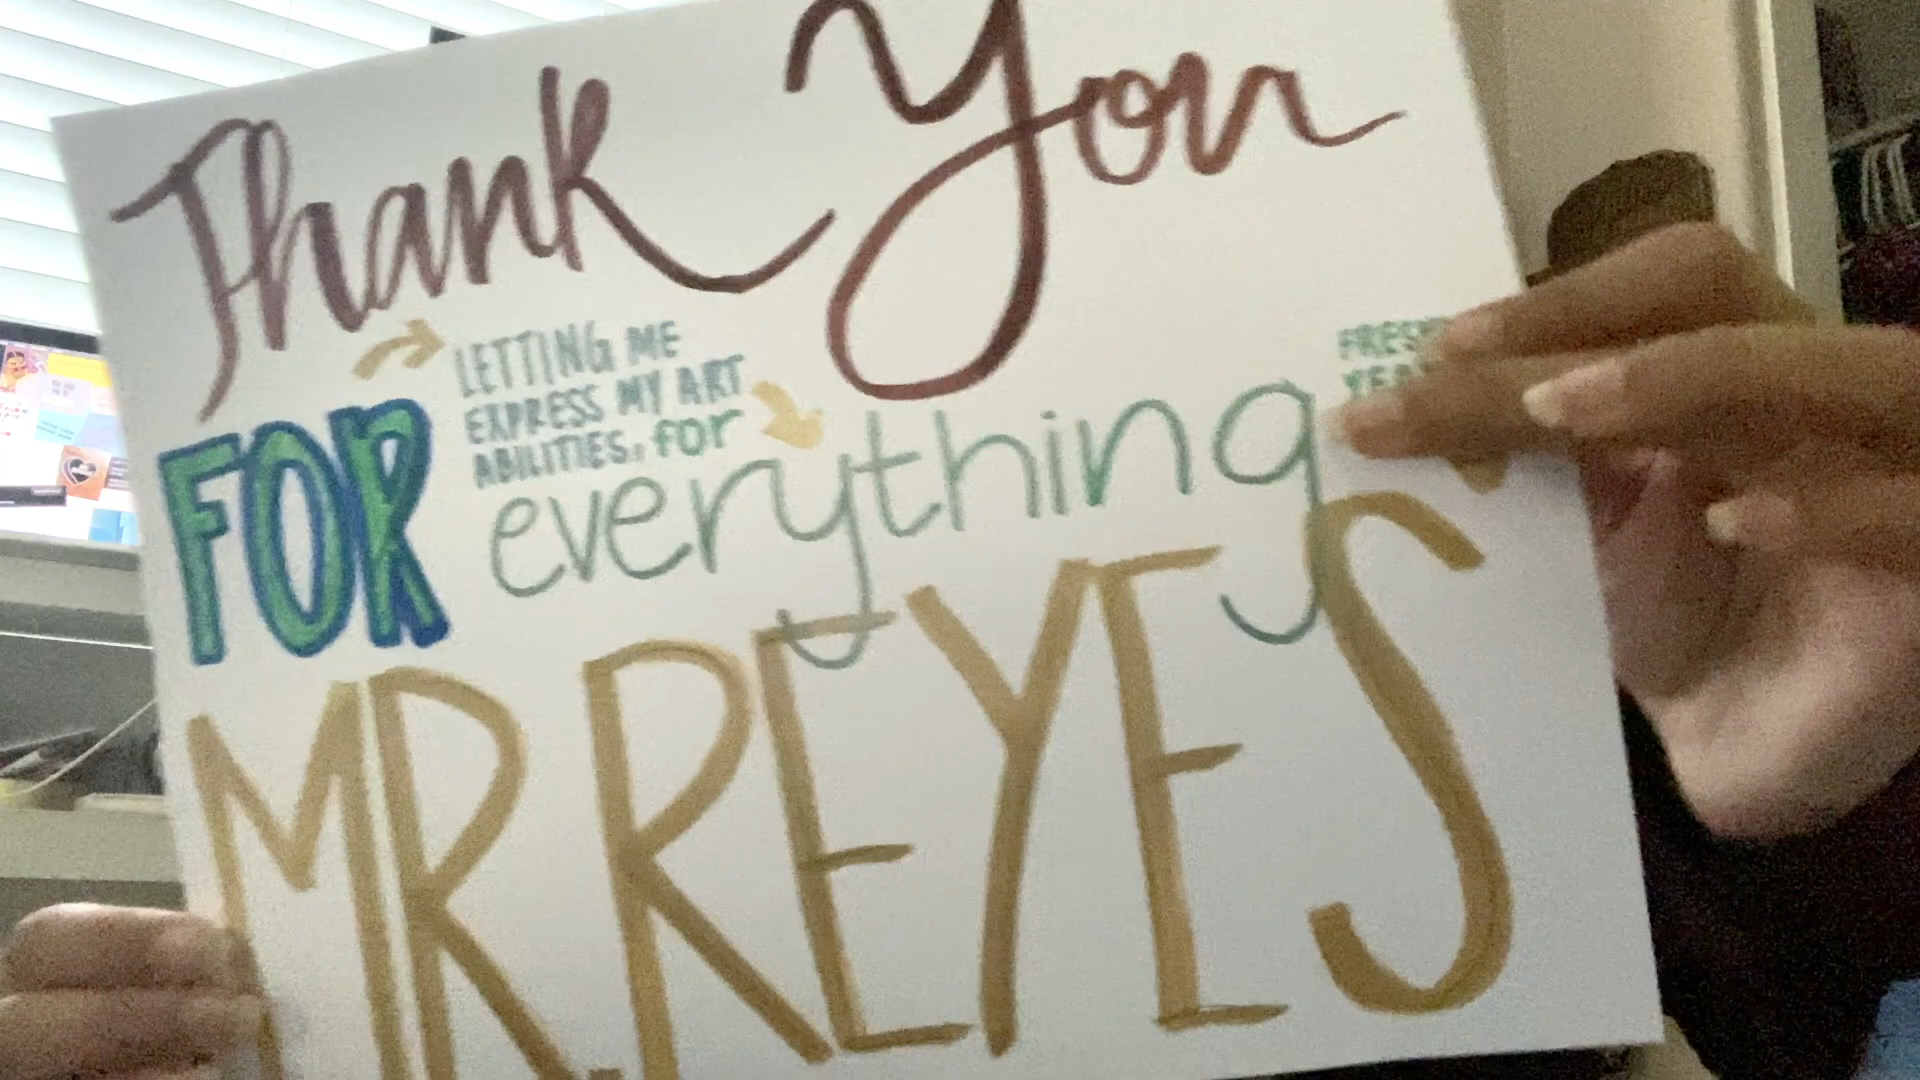 Thank You
LETTING ME
EXPRESS MY ART
ABILITIES, FOR
FOR
everything
MR. REYES